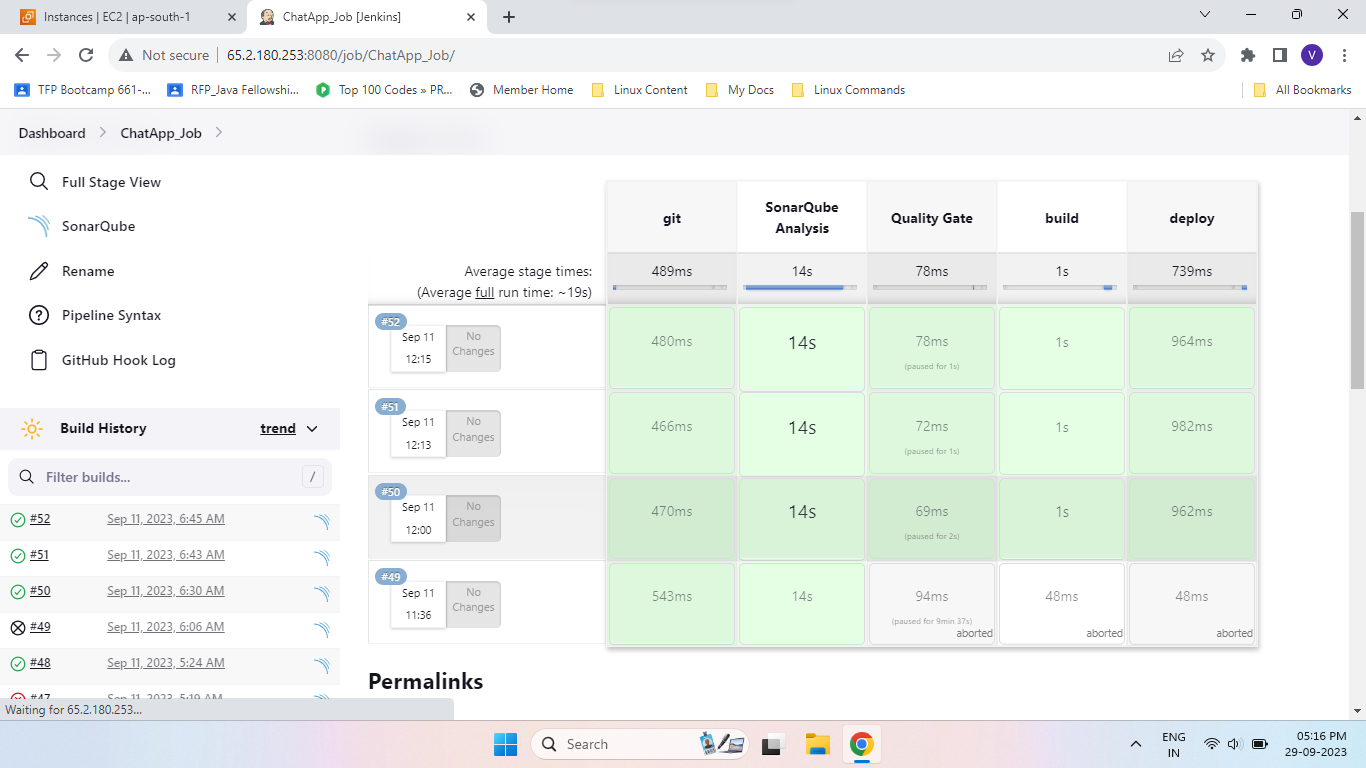 Instances | EC2 | ap-south-1
ChatApp_Job [Jenkins]
Not secure
65.2.180.253:8080/job/ChatApp_Job/
V
TFP Bootcamp 661-...
RFP_Java Fellowshi...
Top 100 Codes » PR...
Member Home
Linux Content
My Docs
Linux Commands
All Bookmarks
Dashboard
ChatApp_Job
Full Stage View
SonarQube
Rename
Pipeline Syntax
GitHub Hook Log
Build History
trend
Filter builds...
/
#52
Sep 11, 2023, 6:45 AM
#51
Sep 11, 2023, 6:43 AM
#50
Sep 11, 2023, 6:30 AM
#49
Sep 11, 2023, 6:06 AM
#48
Sep 11, 2023, 5:24 AM
#47
Sep 11, 2023, 5:19 AM
git
SonarQube
Analysis
Quality Gate
build
deploy
Average stage times:
(Average full run time: ~19s)
489ms
14s
78ms
1s
739ms
#52
Sep 11
12:15
No
Changes
480ms
14s
78ms
(paused for 1s)
1s
964ms
#51
Sep 11
12:13
No
Changes
466ms
14s
72ms
(paused for 1s)
1s
982ms
#50
Sep 11
12:00
No
Changes
470ms
14s
69ms
(paused for 2s)
1s
962ms
#49
Sep 11
11:36
No
Changes
543ms
14s
94ms
(paused for 9min 37s)
aborted
48ms
aborted
48ms
aborted
Permalinks
Waiting for 65.2.180.253...
Search
ENG
IN
05:16 PM
29-09-2023